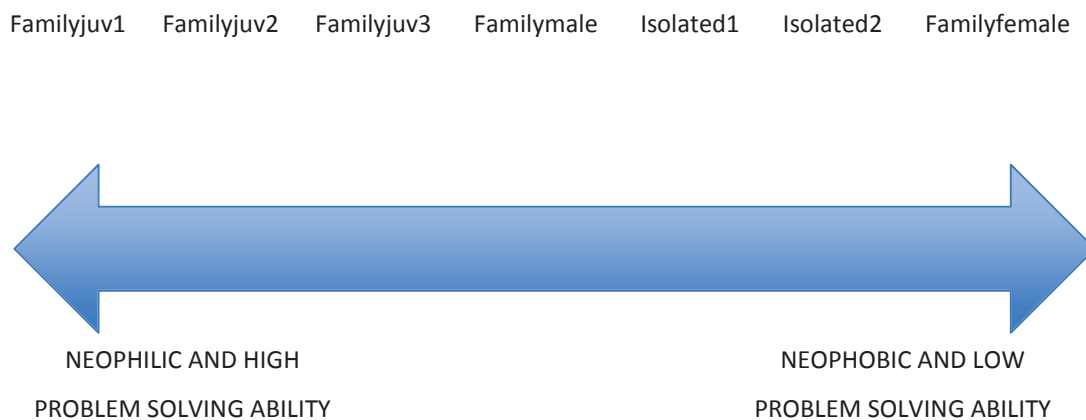 Familyjuv1 Familyjuv2 Familyjuv3 Familymale Isolated1 Isolated2 Familyfemale
NEOPHILIC AND HIGH
PROBLEM SOLVING ABILITY
NEOPHOBIC AND LOW
PROBLEM SOLVING ABILITY